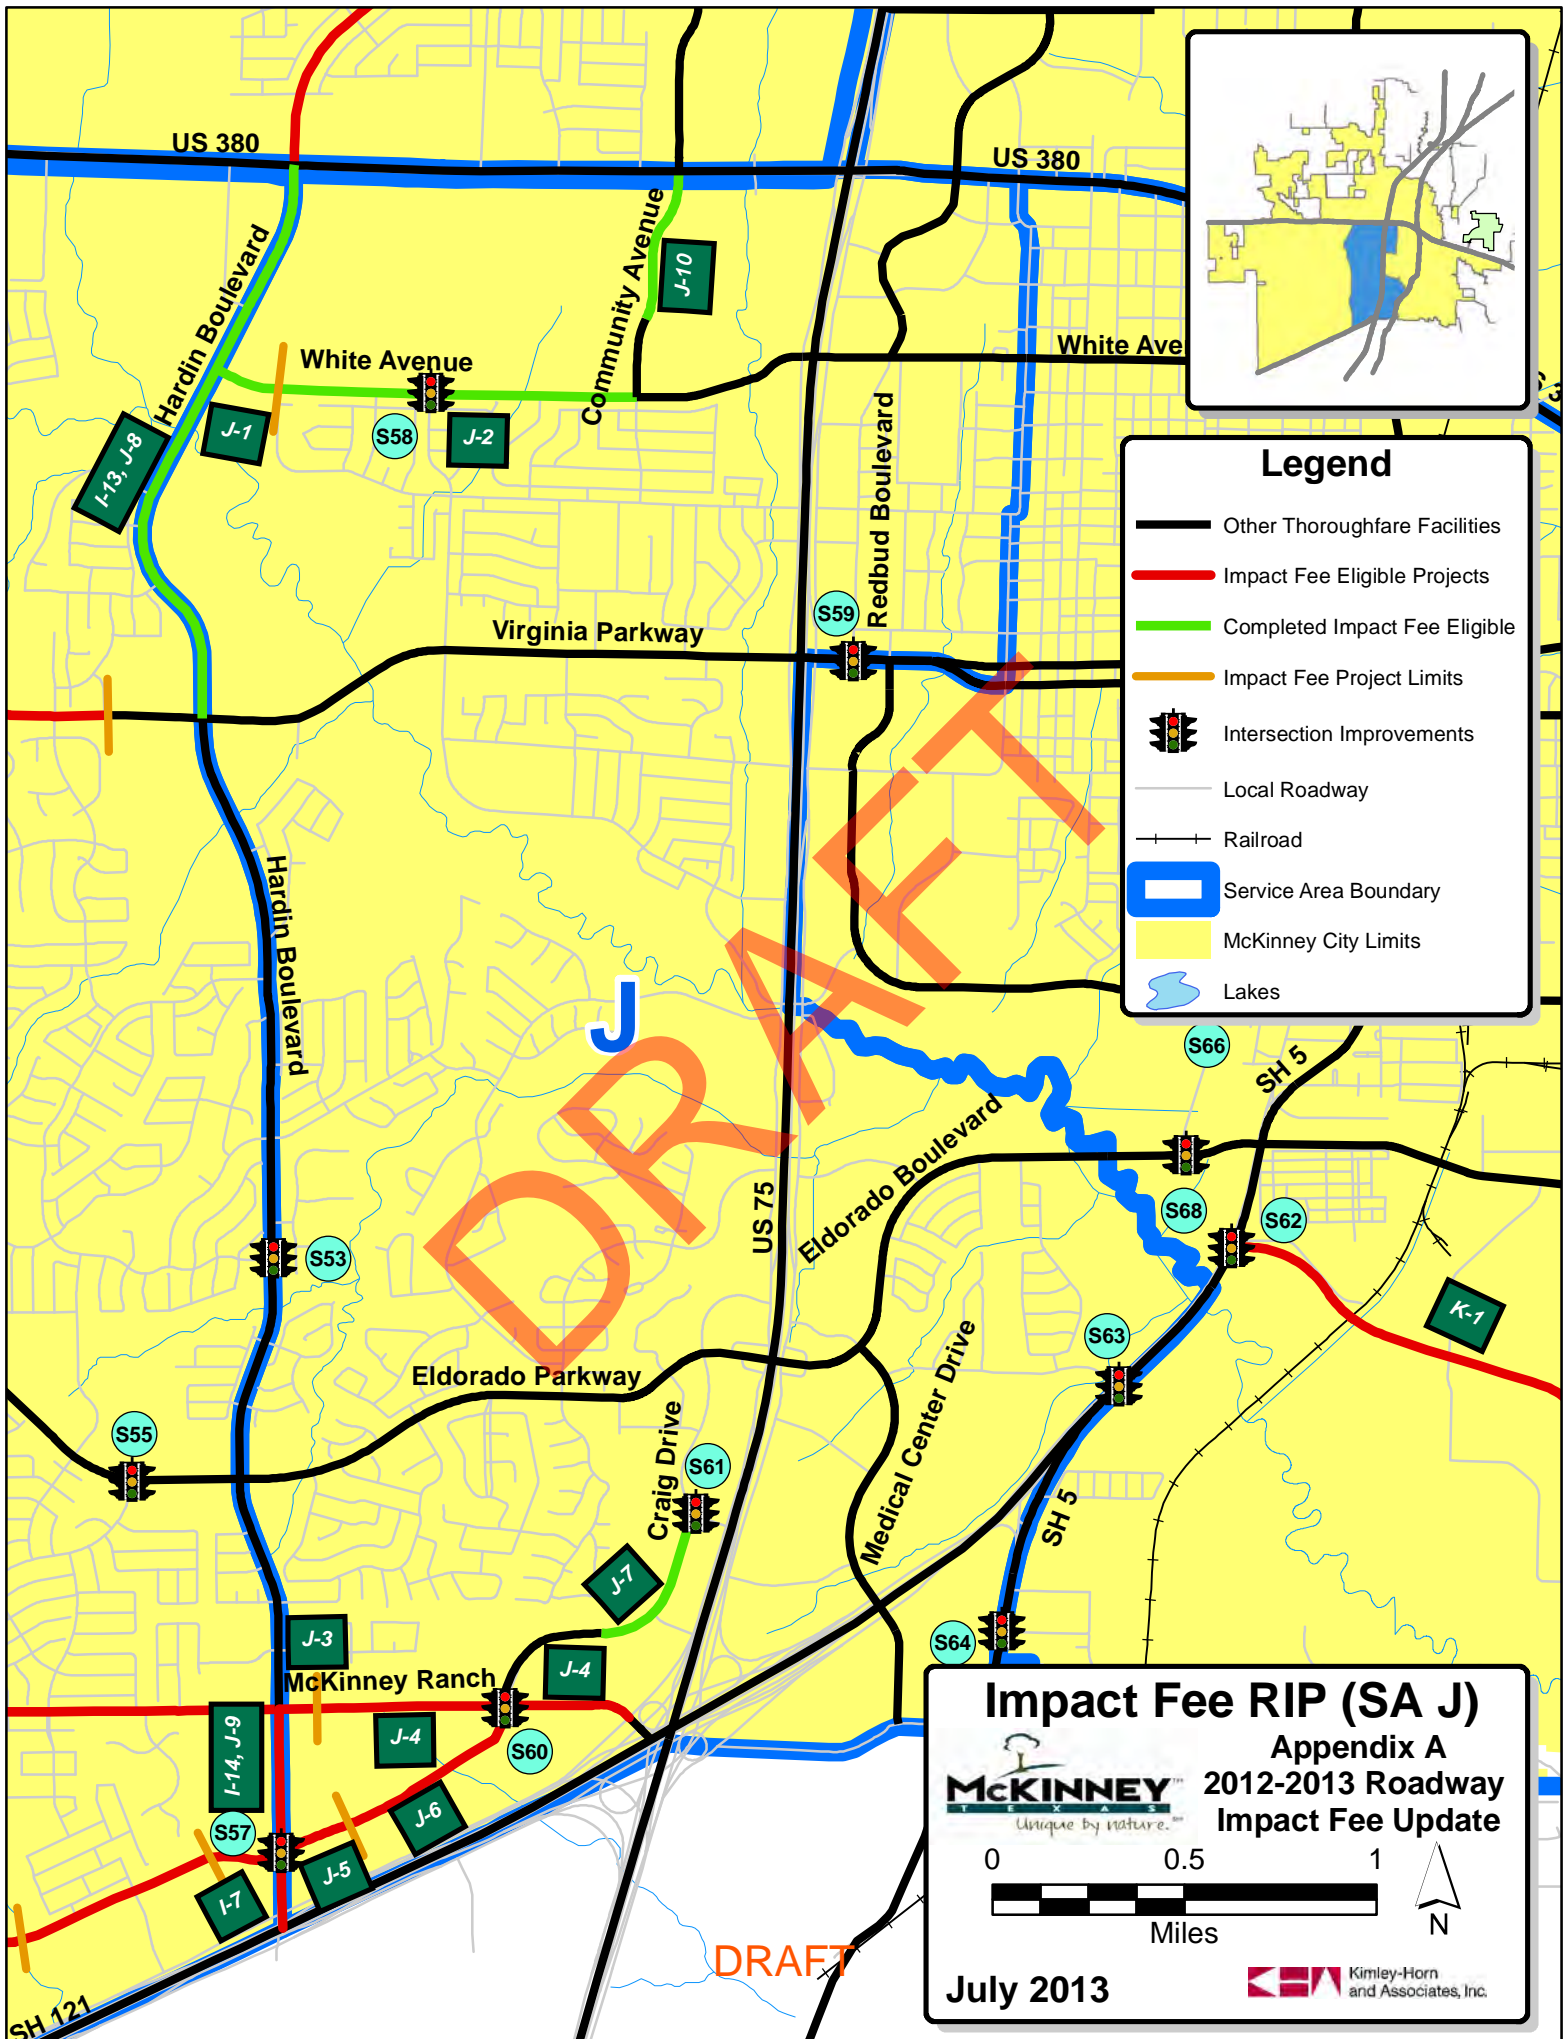 US 380
US 380
Hardin Boulevard
Community Avenue
J-10
White Avenue
White Ave
I-13, J-8
J-1
S58
J-2
Redbud Boulevard
S59
Virginia Parkway
Legend
Other Thoroughfare Facilities
Impact Fee Eligible Projects
Completed Impact Fee Eligible
Impact Fee Project Limits
Intersection Improvements
Local Roadway
Railroad
Service Area Boundary
McKinney City Limits
Lakes
Hardin Boulevard
J
DRAFT
S66
SH 5
Eldorado Boulevard
US 75
S68
S62
S53
K-1
S63
Medical Center Drive
Eldorado Parkway
Craig Drive
S55
S61
SH 5
J-7
S64
J-3
McKinney Ranch
J-4
I-14, J-9
J-4
S60
J-6
S57
J-5
I-7
SH 121
DRAFT
Impact Fee RIP (SA J)
McKINNEY
TEXAS
Unique by nature.
Appendix A
2012-2013 Roadway
Impact Fee Update
0 0.5 1
Miles
N
July 2013
Kimley-Horn
and Associates, Inc.